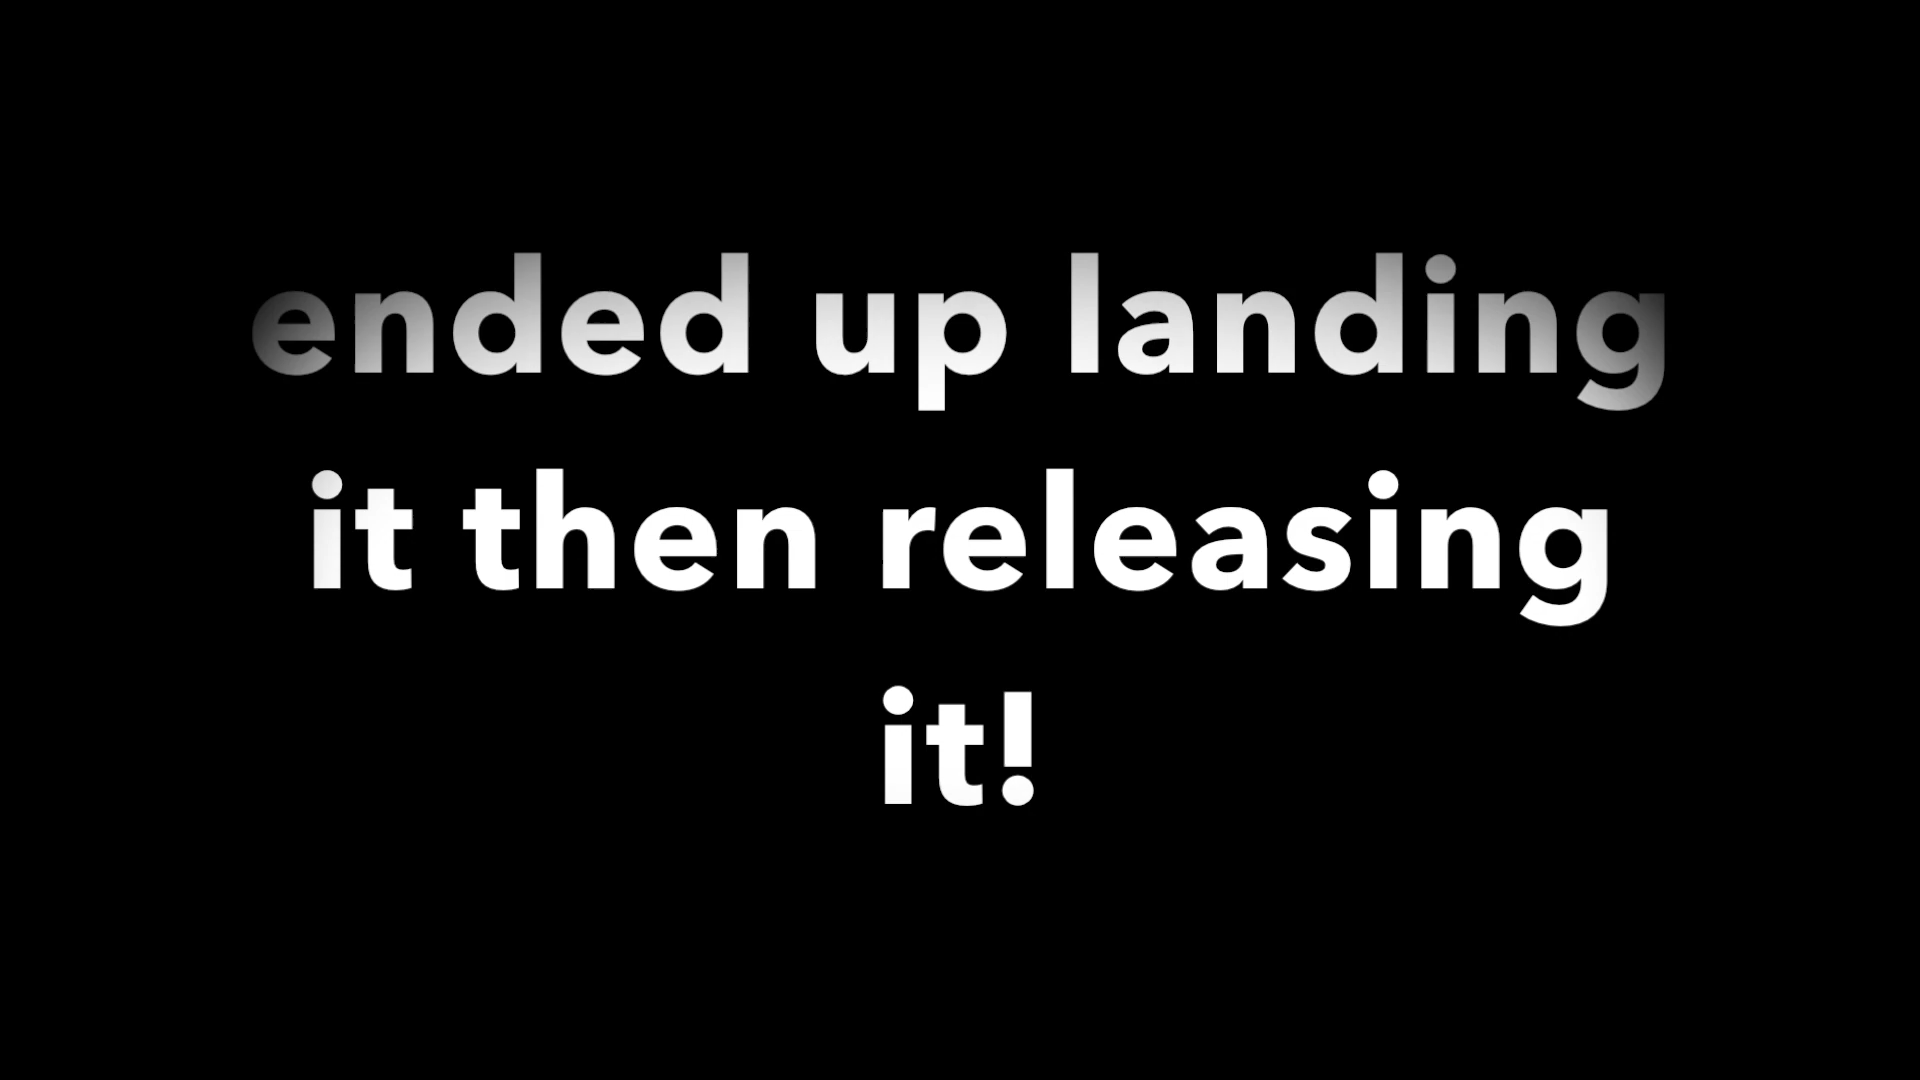 ended up landing
it then releasing
it!